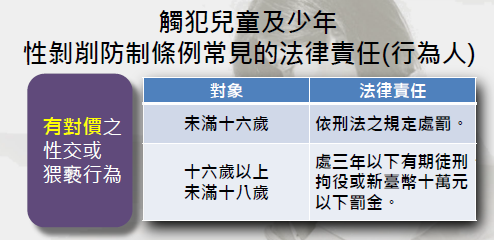 觸犯兒童及少年
性剝削防制條例常見的法律責任(行為人)
有對價之
性交或
猥褻行為
對象
法律責任
未滿十六歲
依刑法之規定處罰。
十六歲以上
未滿十八歲
處三年以下有期徒刑
拘役或新臺幣十萬元
以下罰金。